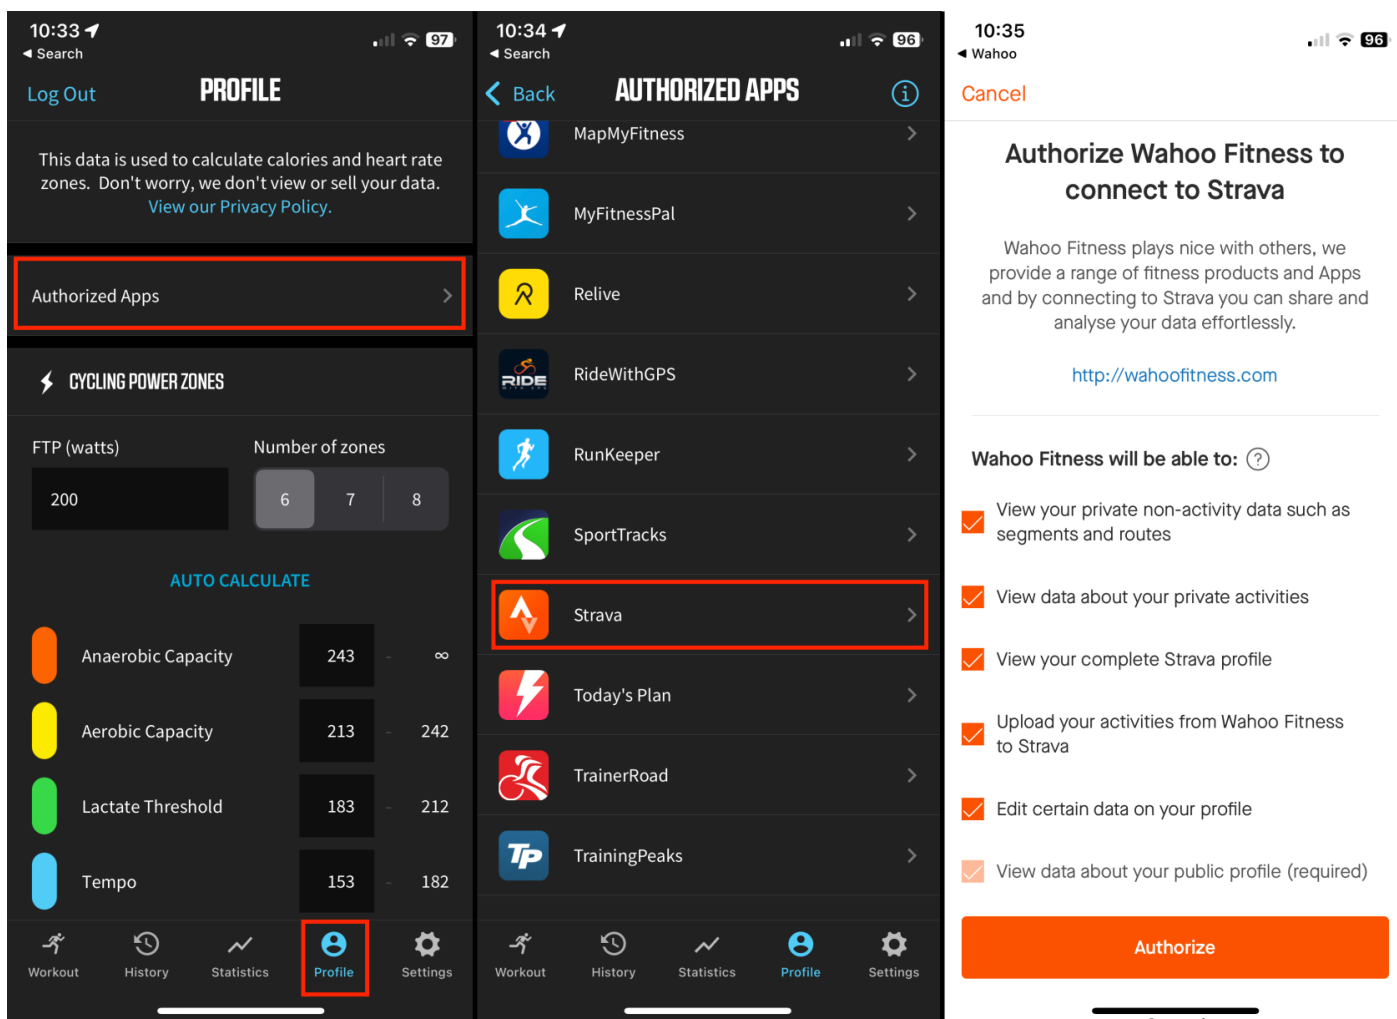 10:33
97
◀ Search
Log Out
PROFILE
This data is used to calculate calories and heart rate
zones. Don't worry, we don't view or sell your data.
View our Privacy Policy.
Authorized Apps
CYCLING POWER ZONES
FTP (watts)
Number of zones
200
6 7 8
AUTO CALCULATE
Anaerobic Capacity 243 - ∞
Aerobic Capacity 213 - 242
Lactate Threshold 183 - 212
Tempo 153 - 182
Workout History Statistics Profile Settings
10:34
96
◀ Search
Back
AUTHORIZED APPS
MapMyFitness
MyFitnessPal
Relive
RIDE
WITH GPS
RideWithGPS
RunKeeper
SportTracks
Strava
Today's Plan
TrainerRoad
TP
TrainingPeaks
Workout History Statistics Profile Settings
10:35
96
◀ Wahoo
Cancel
Authorize Wahoo Fitness to
connect to Strava
Wahoo Fitness plays nice with others, we
provide a range of fitness products and Apps
and by connecting to Strava you can share and
analyse your data effortlessly.
http://wahoofitness.com
Wahoo Fitness will be able to: ?
View your private non-activity data such as
segments and routes
View data about your private activities
View your complete Strava profile
Upload your activities from Wahoo Fitness
to Strava
Edit certain data on your profile
View data about your public profile (required)
Authorize